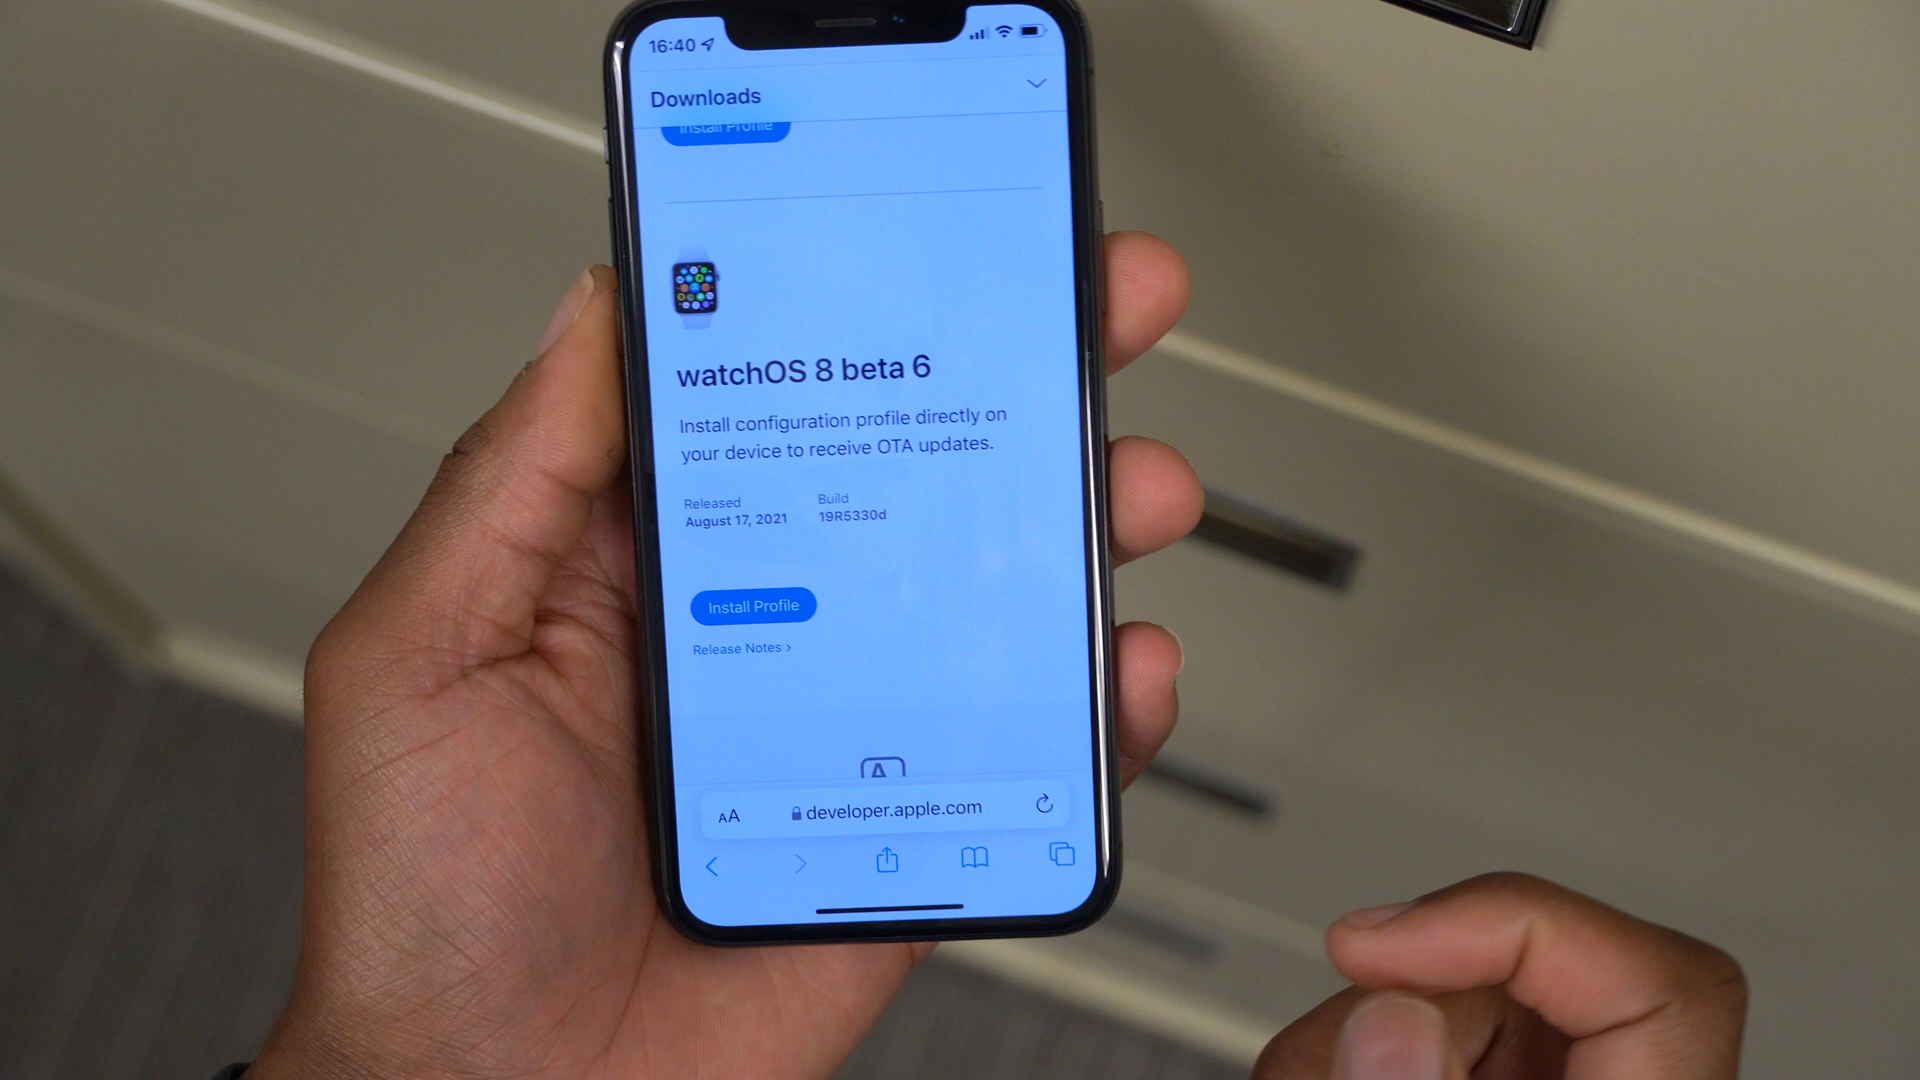 16:40
Downloads
Install Profile
watchOS 8 beta 6
Install configuration profile directly on
your device to receive OTA updates.
Released Build
August 17, 2021 19R5330d
Install Profile
Release Notes >
A
AA developer.apple.com